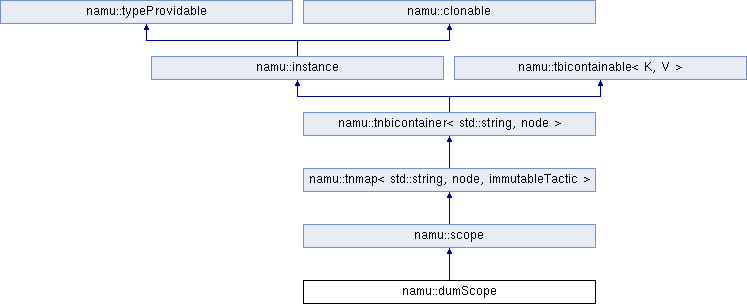 namu::typeProvidable
namu::clonable
namu::instance
namu::tbicontainable< K, V >
namu::tnbicontainer< std::string, node >
namu::tnmap< std::string, node, immutableTactic >
namu::scope
namu::dumScope